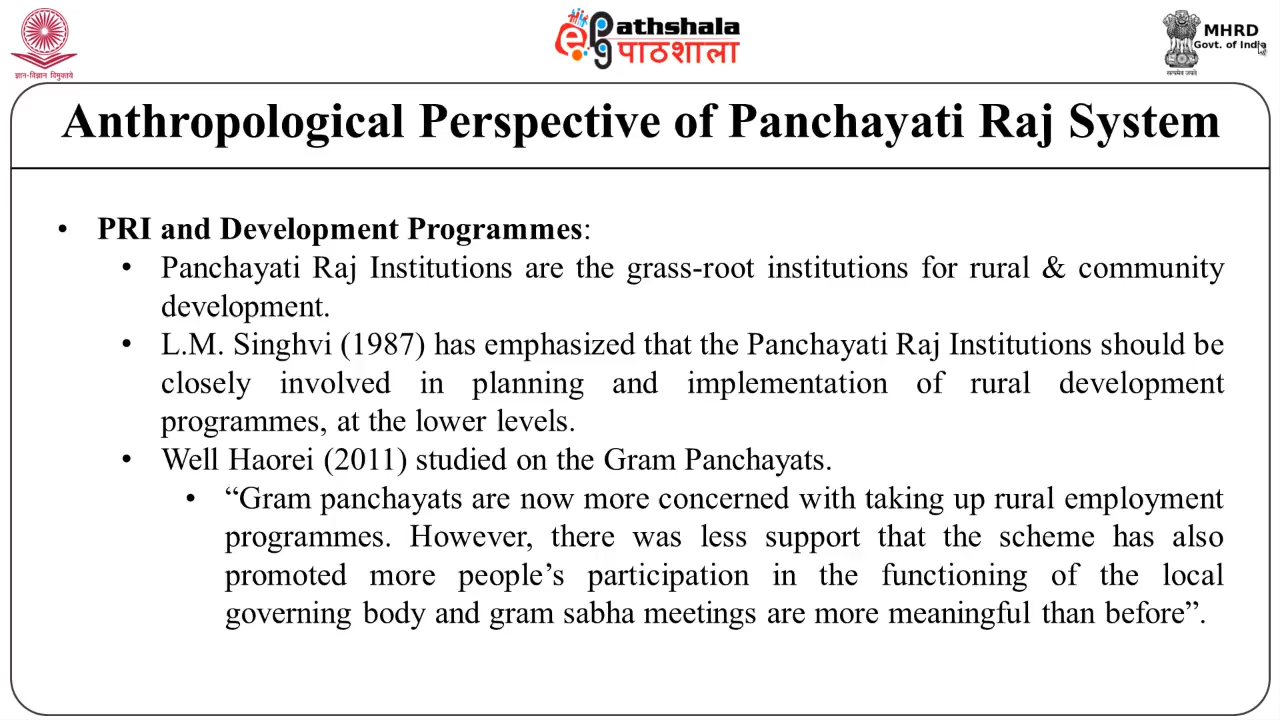 ज्ञान-विज्ञान विमुक्तये
ePathshala
पाठशाला
MHRD
Govt. of India
सत्यमेव जयते
Anthropological Perspective of Panchayati Raj System
• PRI and Development Programmes:
• Panchayati Raj Institutions are the grass-root institutions for rural & community
development.
• L.M. Singhvi (1987) has emphasized that the Panchayati Raj Institutions should be
closely involved in planning and implementation of rural development
programmes, at the lower levels.
• Well Haorei (2011) studied on the Gram Panchayats.
• “Gram panchayats are now more concerned with taking up rural employment
programmes. However, there was less support that the scheme has also
promoted more people’s participation in the functioning of the local
governing body and gram sabha meetings are more meaningful than before”.